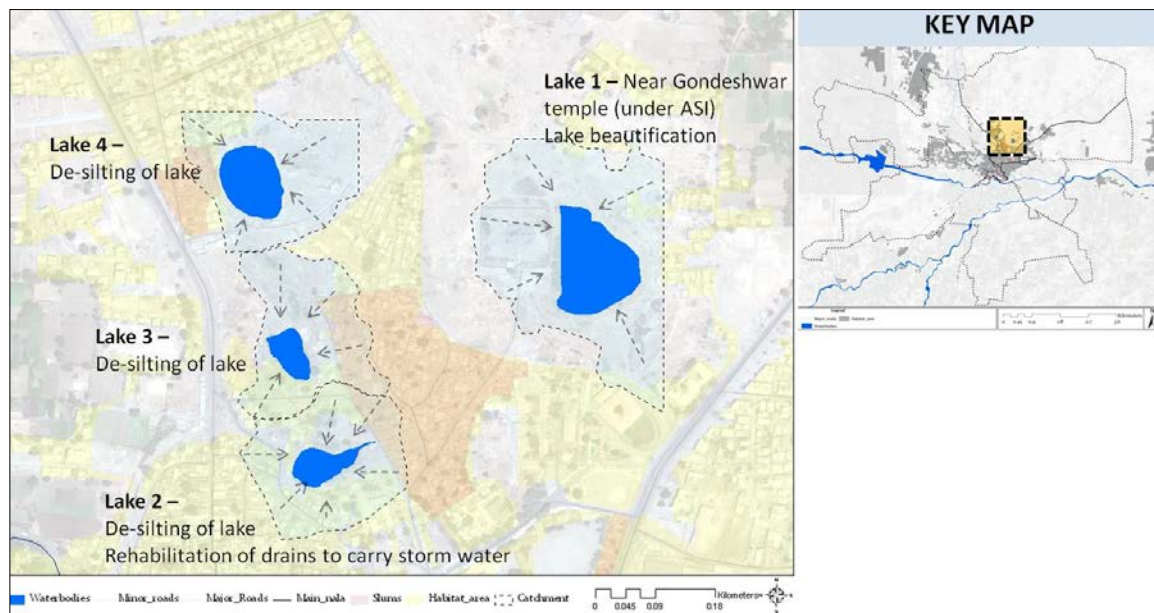 KEY MAP
Lake 1 – Near Gondeshwar
temple (under ASI)
Lake beautification
Lake 4 –
De-silting of lake
Lake 3 –
De-silting of lake
Lake 2 –
De-silting of lake
Rehabilitation of drains to carry storm water
Waterbodies Minor_roads Major_Roads Main_nala Slums Habitat_area Catchment
Kilometers
0 0.045 0.09 0.18
Legend